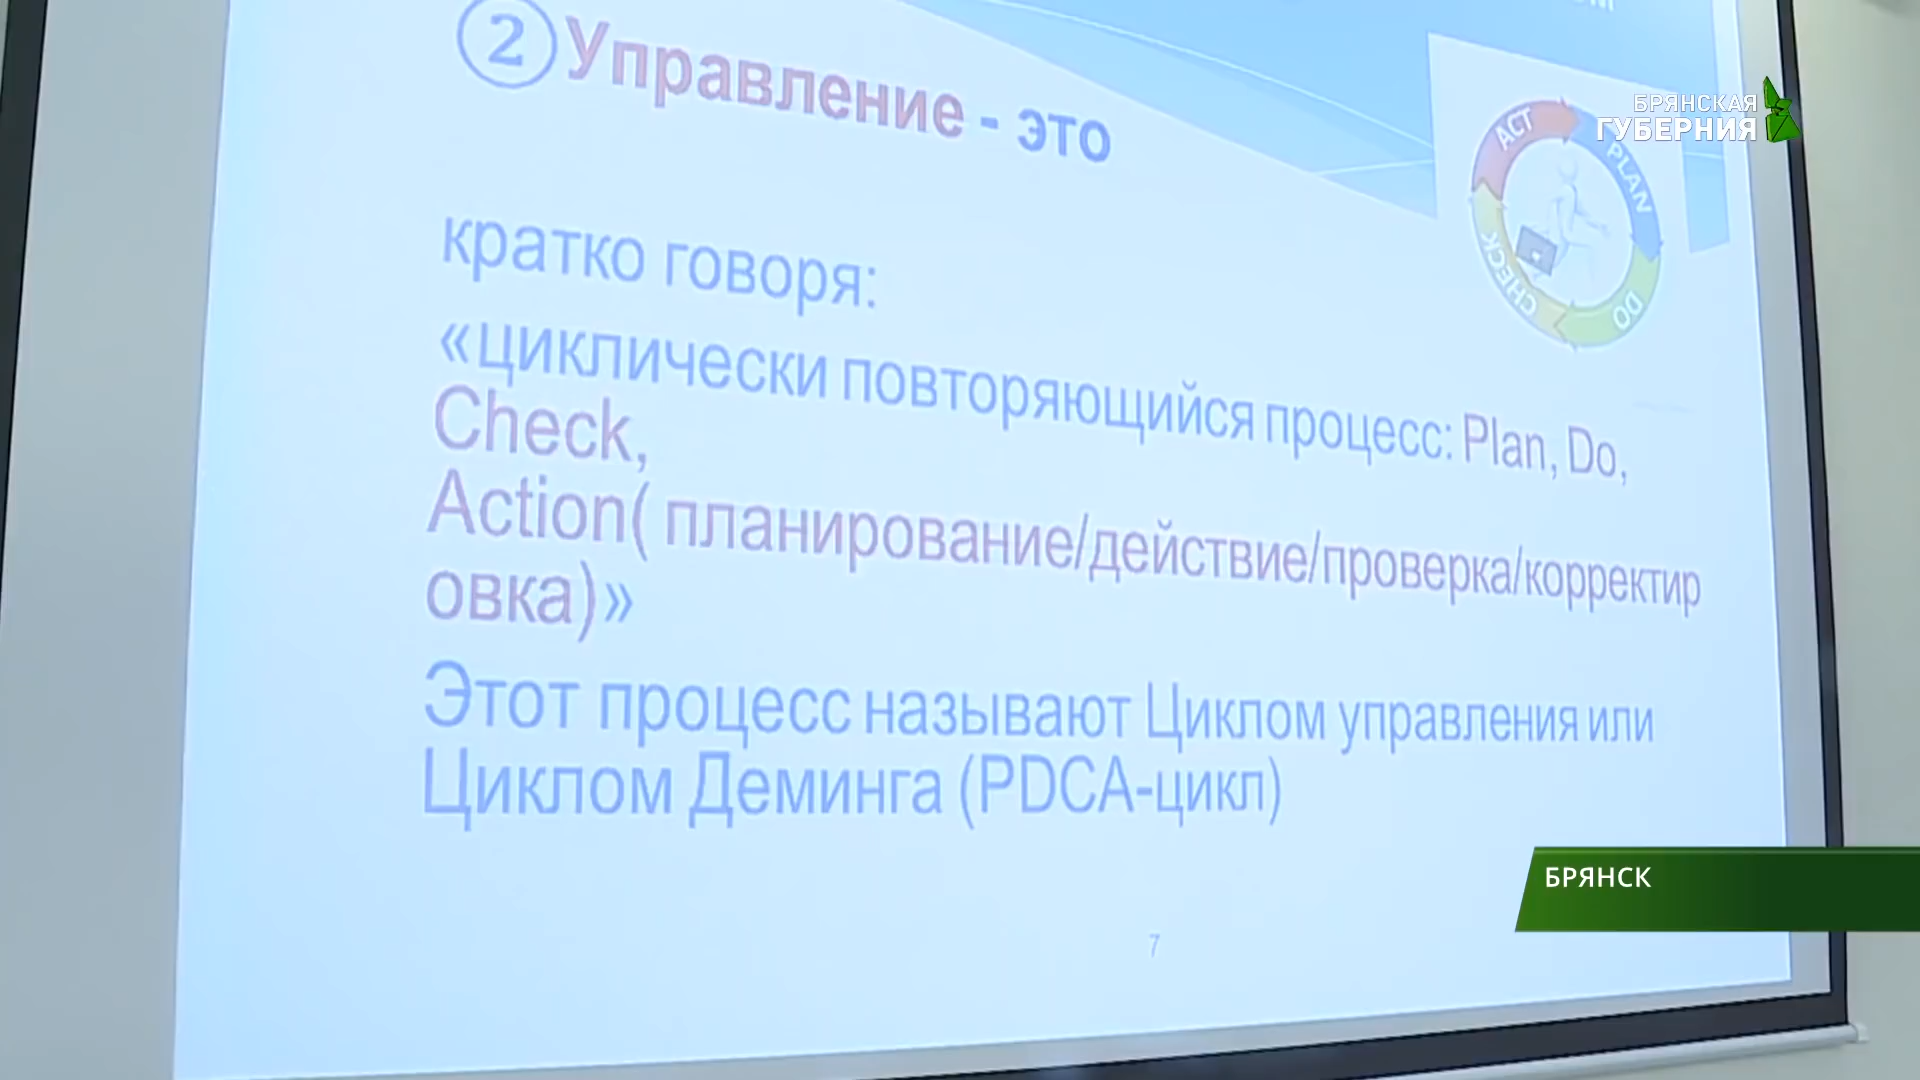 ② Управление - это
кратко говоря:
«циклически повторяющийся процесс: Plan, Do,
Check,
Action( планирование/действие/проверка/корректир
овка)»
Этот процесс называют Циклом управления или
Циклом Деминга (PDCA-цикл)
7
ACT
PLAN
DO
CHECK
БРЯНСКАЯ
ГУБЕРНИЯ
БРЯНСК